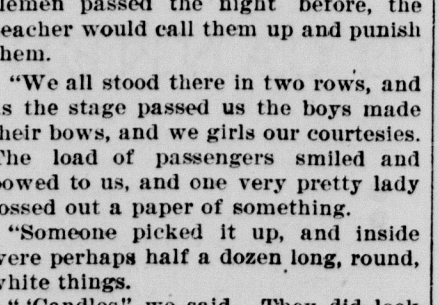 lemen passed the night before, the
eacher would call them up and punish
hem.
"We all stood there in two rows, and
s the stage passed us the boys made
heir bows, and we girls our courtesies.
The load of passengers smiled and
owed to us, and one very pretty lady
ossed out a paper of something.
"Someone picked it up, and inside
vere perhaps half a dozen long, round,
white things.
"'Candles!' we said. They did look